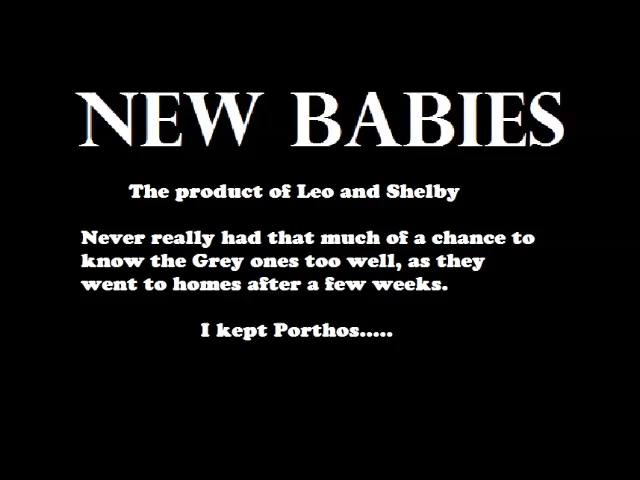 NEW BABIES
The product of Leo and Shelby
Never really had that much of a chance to
know the Grey ones too well, as they
went to homes after a few weeks.
I kept Porthos.....